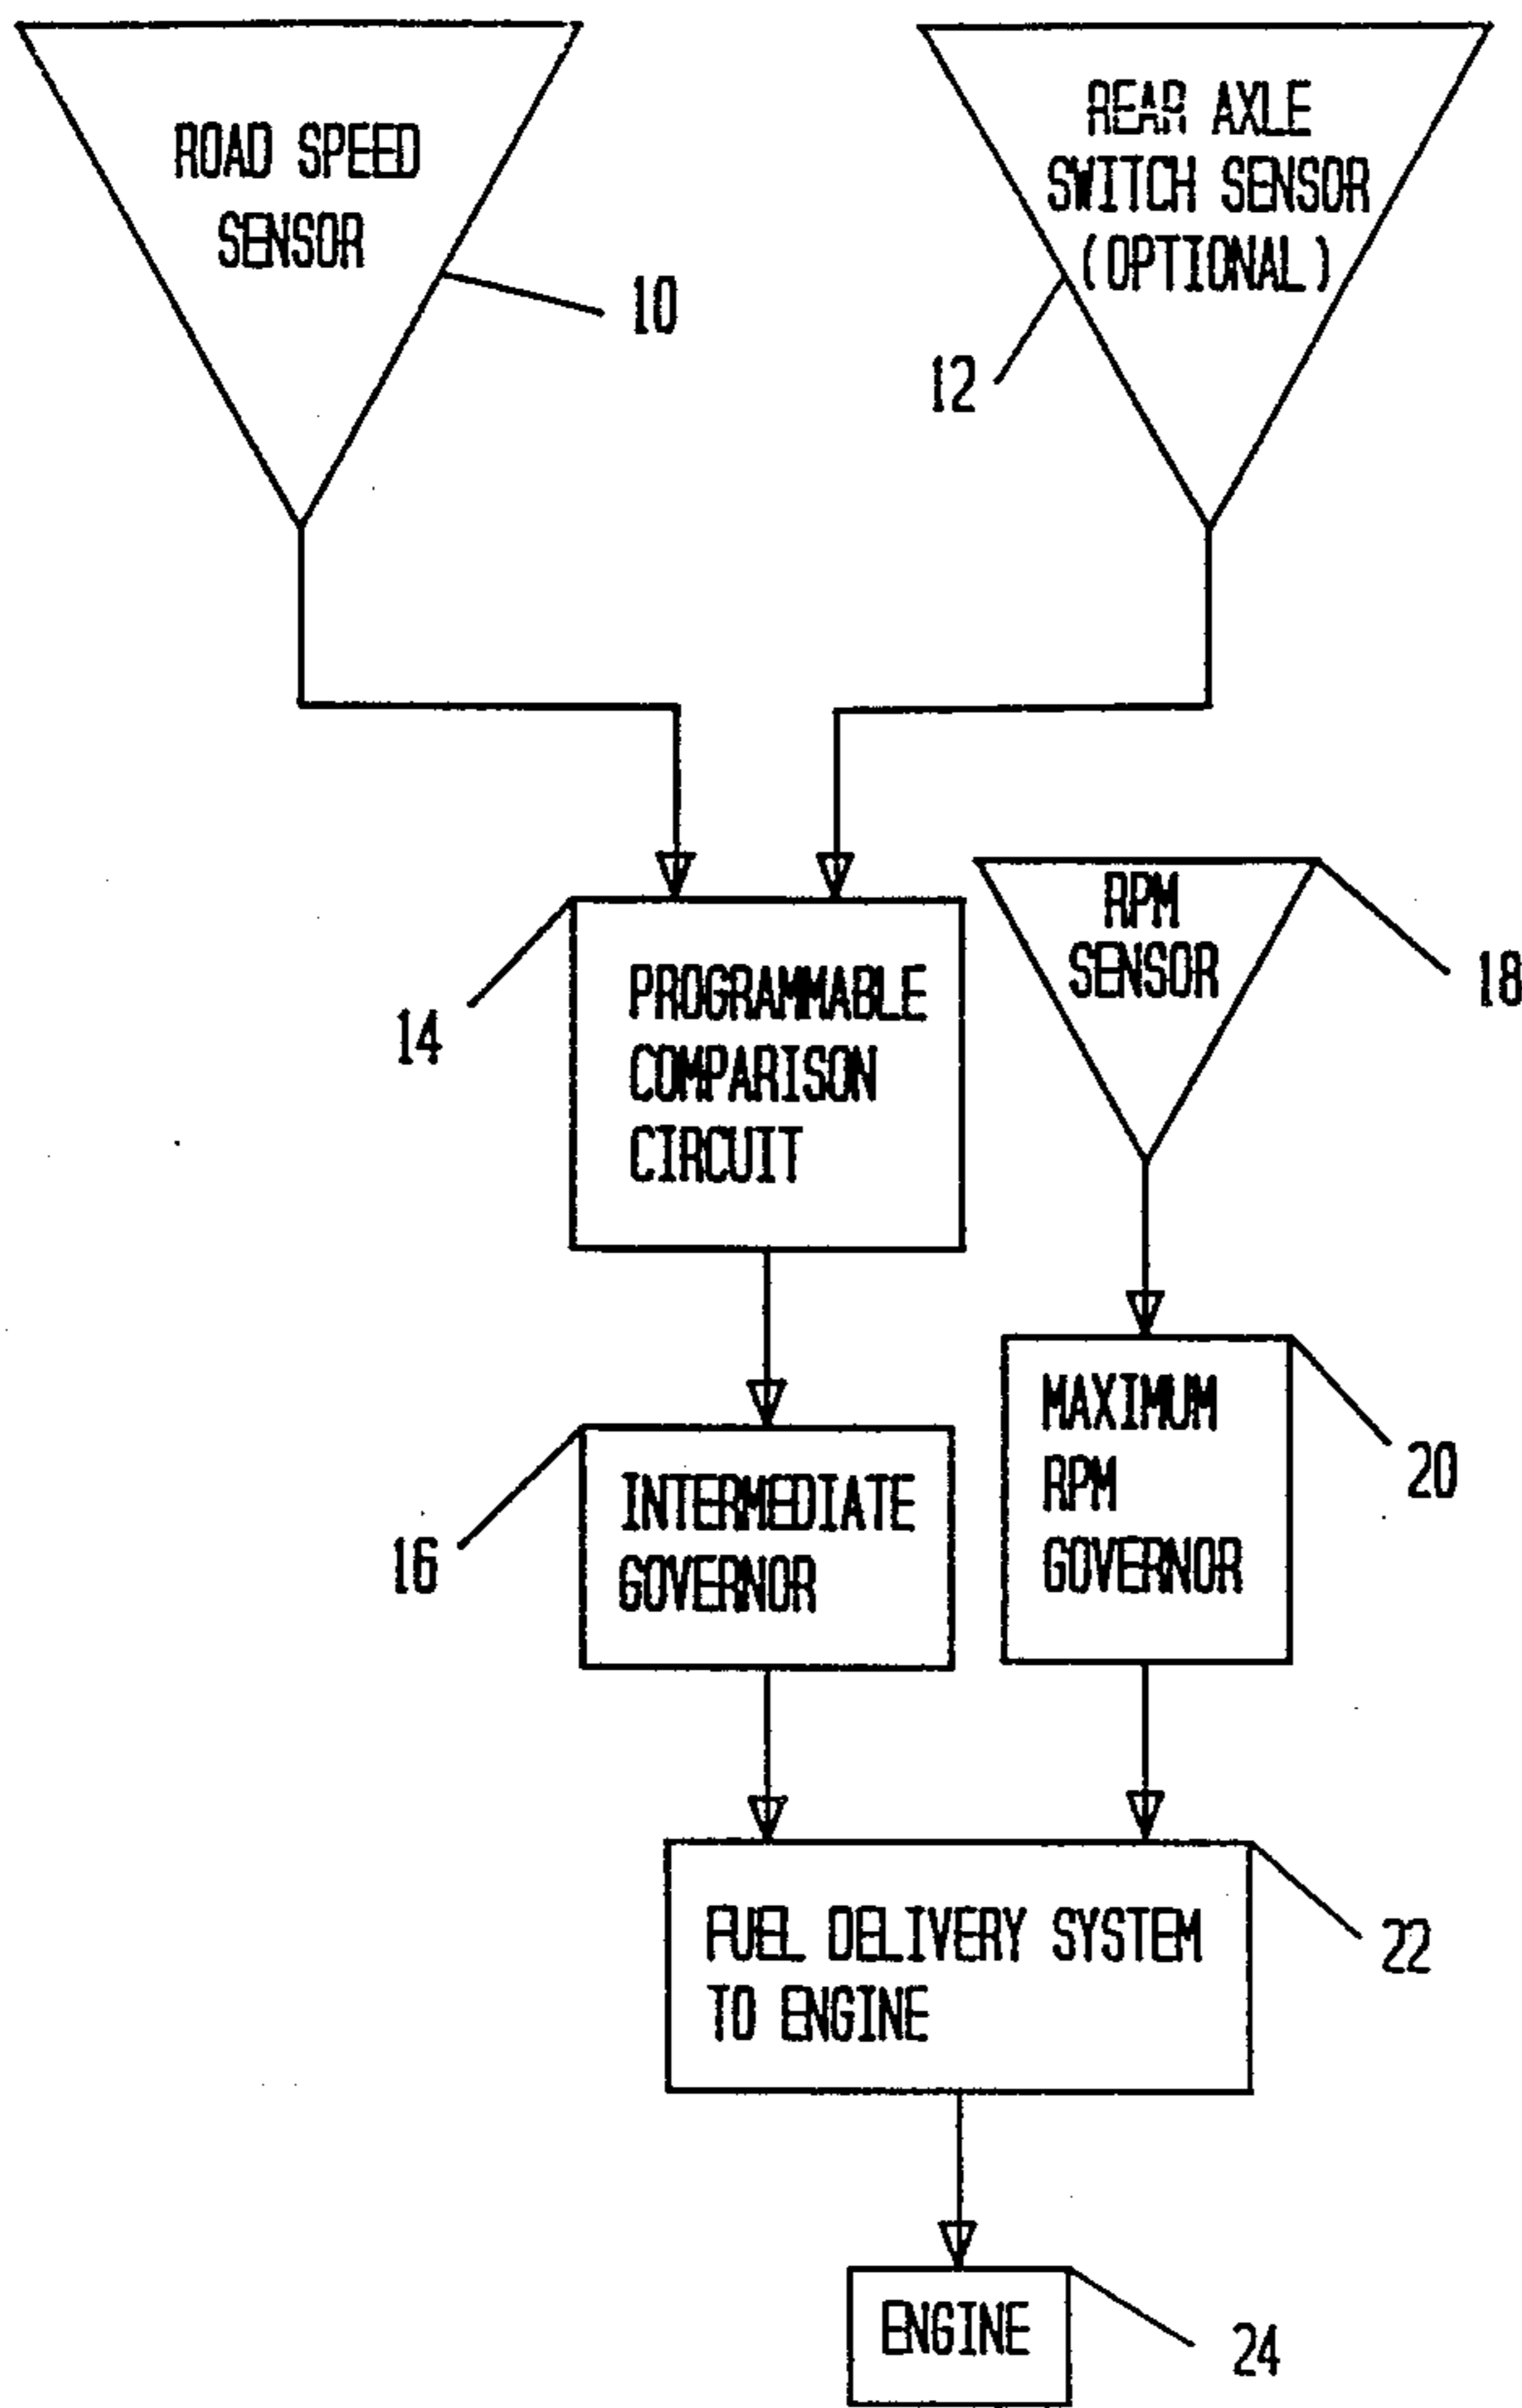 ROAD SPEED
SENSOR
10
REAR AXLE
SWITCH SENSOR
(OPTIONAL)
12
14
PROGRAMMABLE
COMPARISON
CIRCUIT
RPM
SENSOR
18
16
INTERMEDIATE
GOVERNOR
MAXIMUM
RPM
GOVERNOR
20
FUEL DELIVERY SYSTEM
TO ENGINE
22
ENGINE
24